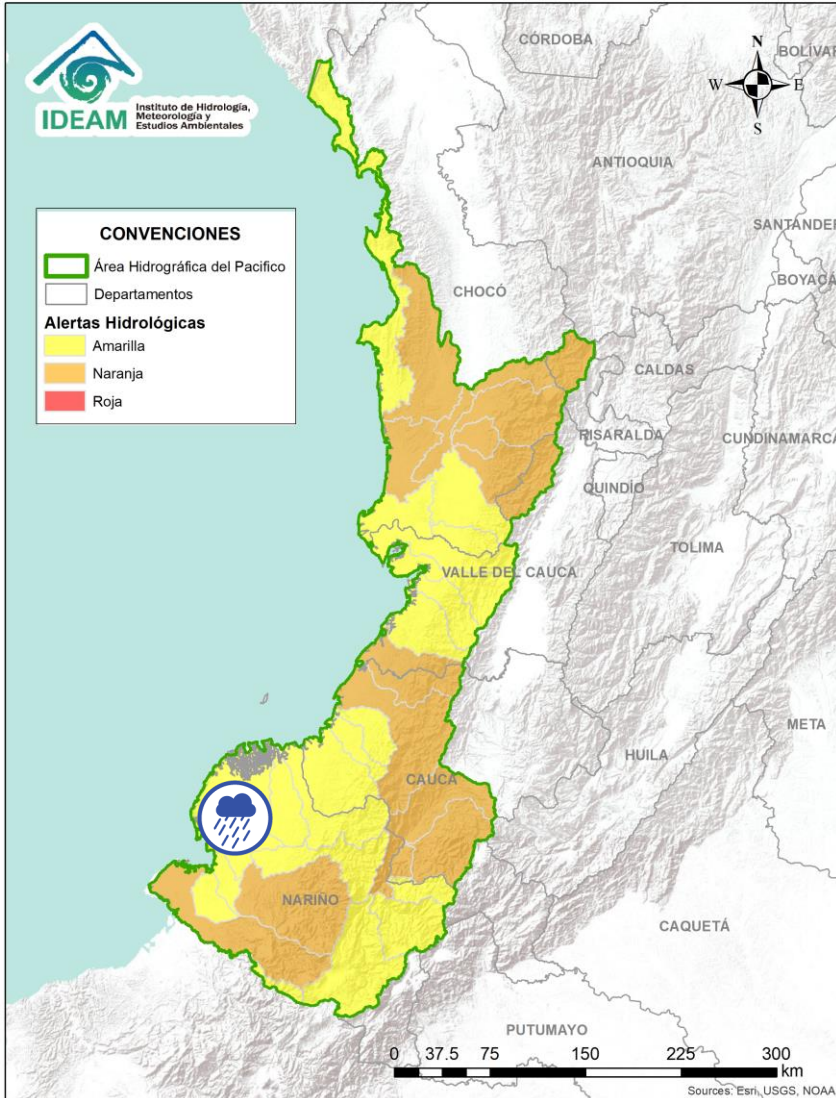 IDEAM
Instituto de Hidrología,
Meteorología y
Estudios Ambientales
N
W E
S
CONVENCIONES
Área Hidrográfica del Pacifico
Departamentos
Alertas Hidrológicas
Amarilla
Naranja
Roja
CÓRDOBA
BOLÍVAR
ANTIOQUIA
SANTANDER
BOYACÁ
CHOCÓ
CALDAS
RISARALDA
CUNDINAMARCA
QUINDÍO
TOLIMA
VALLE DEL CAUCA
META
HUILA
CAUCA
NARIÑO
CAQUETÁ
PUTUMAYO
0 37.5 75 150 225 300
km
Sources: Esri, USGS, NOAA